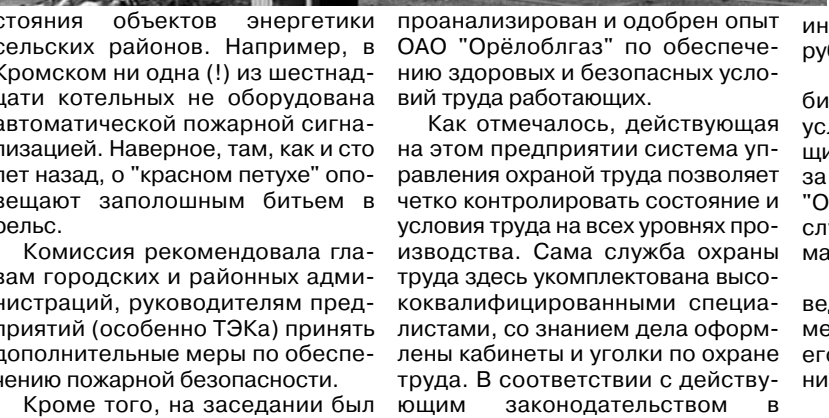 стояния объектов энергетики
сельских районов. Например, в
Кромском ни одна (!) из шестнад-
цати котельных не оборудована
автоматической пожарной сигна-
лизацией. Наверное, там, как и сто
лет назад, о "красном петухе" опо-
вещают заполошным битьем в
рельс.
Комиссия рекомендовала гла-
вам городских и районных адми-
нистраций, руководителям пред-
приятий (особенно ТЭКа) принять
дополнительные меры по обеспе-
чению пожарной безопасности.
Кроме того, на заседании был
проанализирован и одобрен опыт
ОАО "Орёлоблгаз" по обеспече-
нию здоровых и безопасных усло-
вий труда работающих.
Как отмечалось, действующая
на этом предприятии система уп-
равления охраной труда позволяет
четко контролировать состояние и
условия труда на всех уровнях про-
изводства. Сама служба охраны
труда здесь укомплектована высо-
коквалифицированными специа-
листами, со знанием дела оформ-
лены кабинеты и уголки по охране
труда. В соответствии с действу-
ющим законодательством в